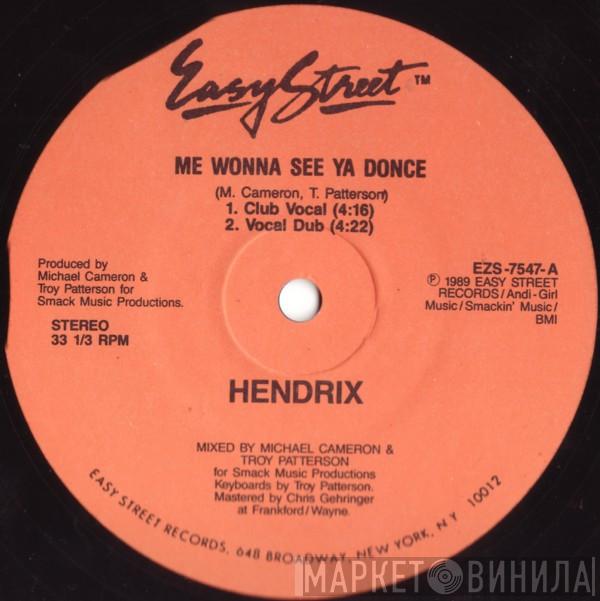 Easy Street ™
ME WONNA SEE YA DONCE
(M. Cameron, T. Patterson)
1. Club Vocal (4:16)
2. Vocal Dub (4:22)
Produced by
Michael Cameron &
Troy Patterson for
Smack Music Productions.
STEREO
33 1/3 RPM
EZS-7547-A
℗ 1989 EASY STREET
RECORDS/Andi-Girl
Music/Smackin' Music/
BMI
HENDRIX
MIXED BY MICHAEL CAMERON &
TROY PATTERSON
for Smack Music Productions
Keyboards by Troy Patterson.
Mastered by Chris Gehringer
at Frankford/Wayne.
EASY STREET RECORDS, 648 BROADWAY, NEW YORK, N.Y. 10012
МАРКЕТ ВИНИЛА